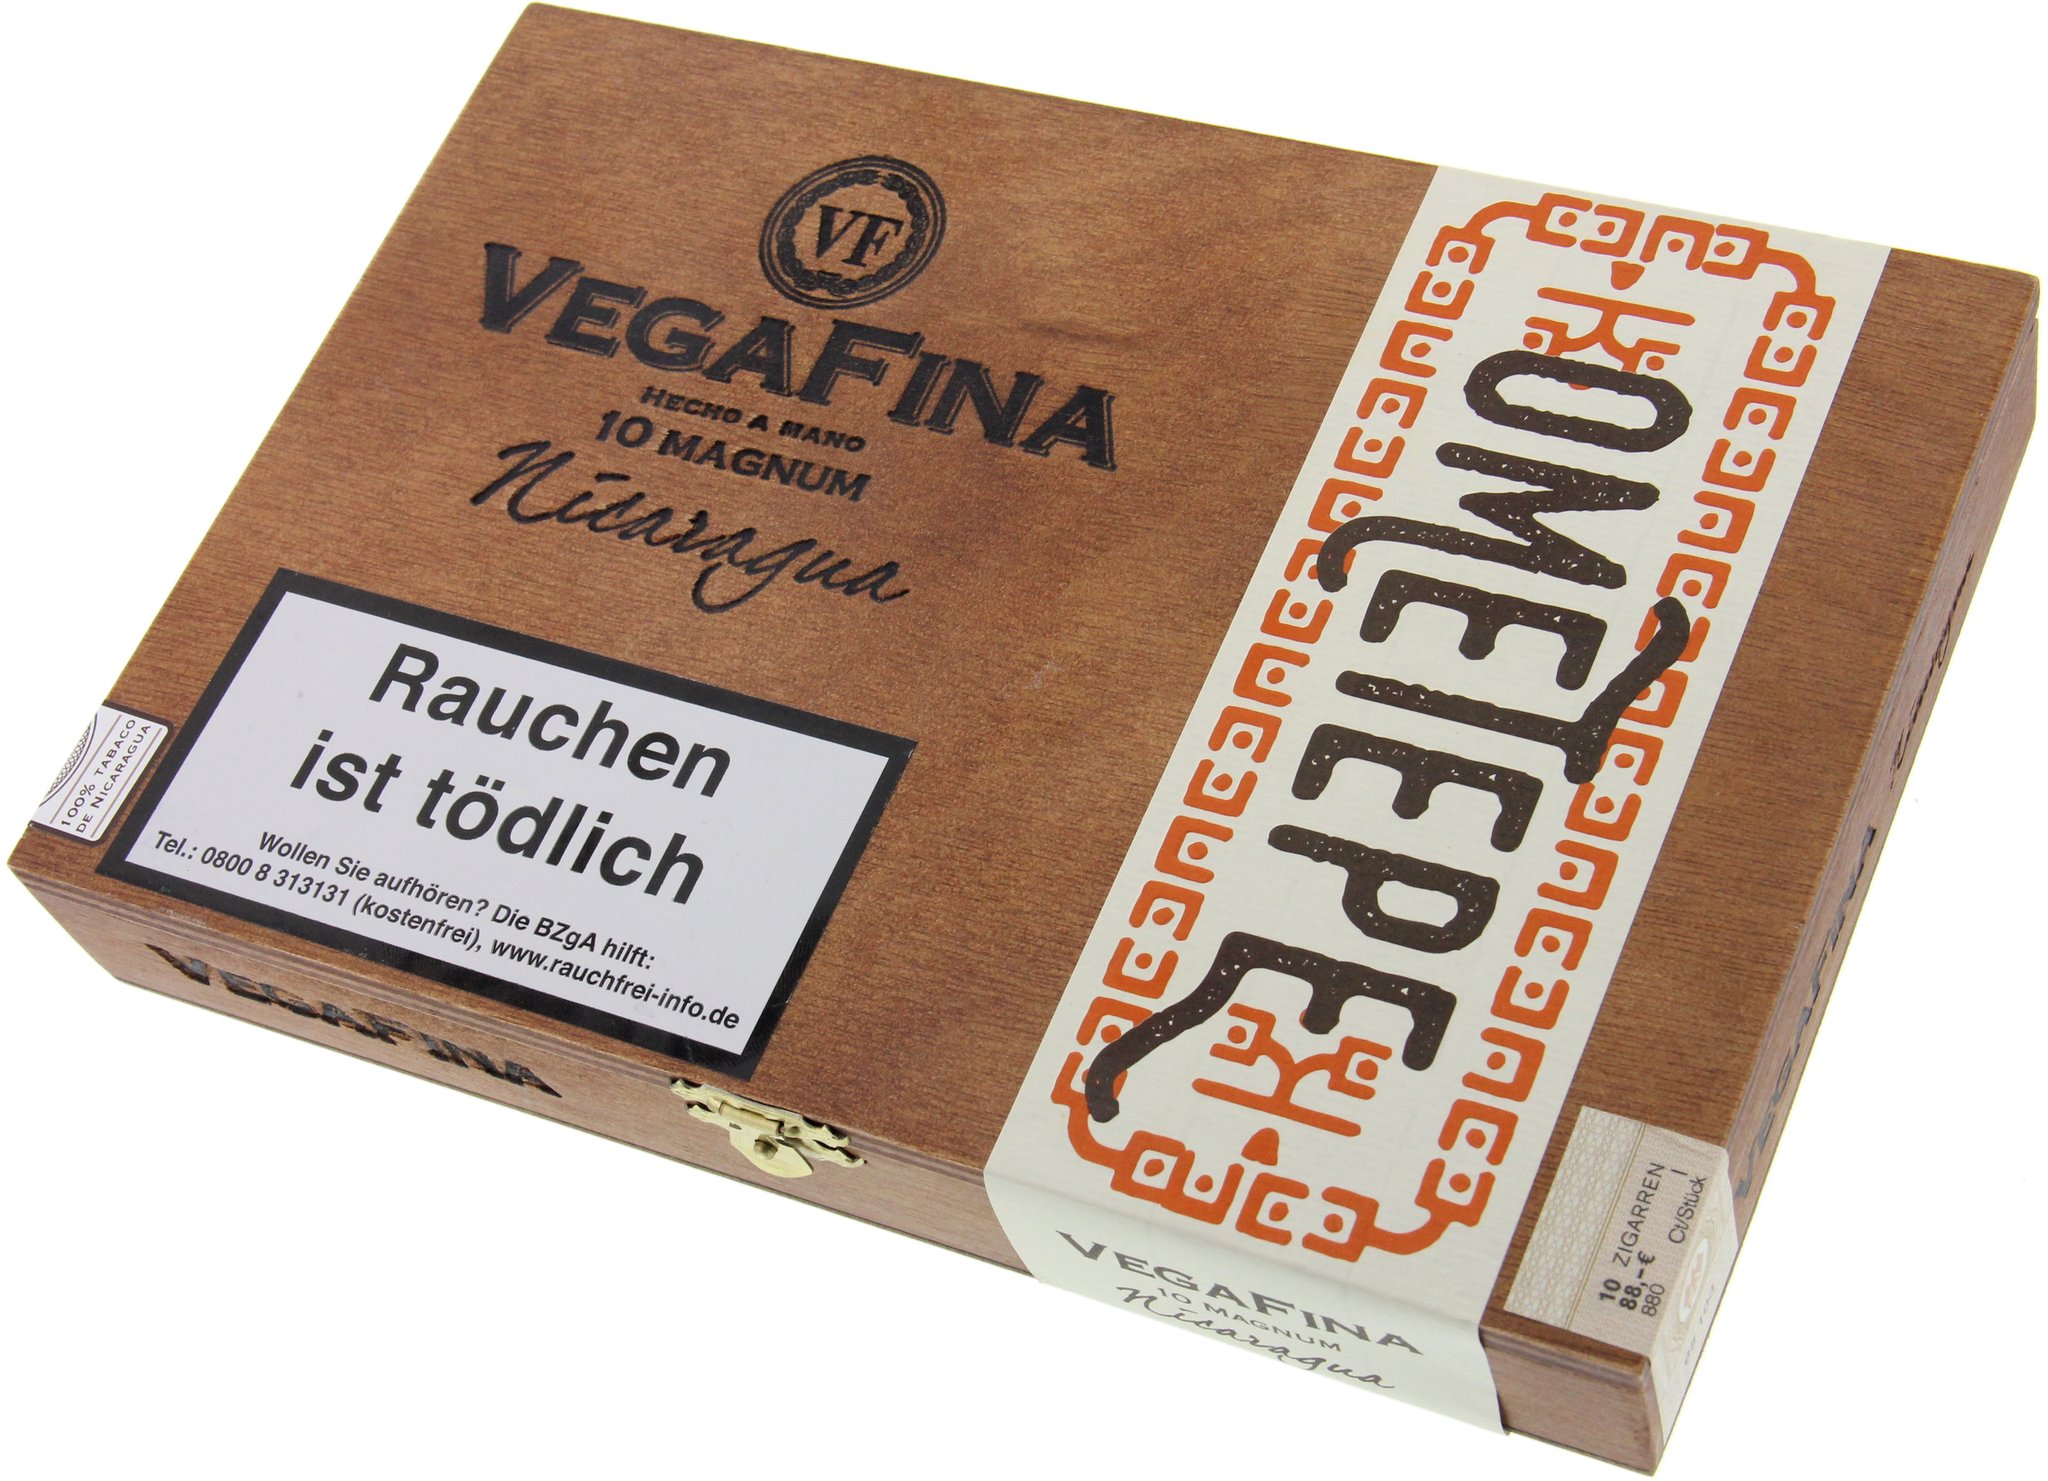 VF
VEGAFINA
HECHO A MANO
10 MAGNUM
Nicaragua
Rauchen
ist tödlich
Wollen Sie aufhören? Die BZgA hilft:
Tel.: 0800 8 313131 (kostenfrei), www.rauchfrei-info.de
100% TABACO
DE NICARAGUA
VEGAFINA
OMETEPE
VEGAFINA
10 MAGNUM
Nicaragua
10 ZIGARREN
88,-€ Ct/Stück
880